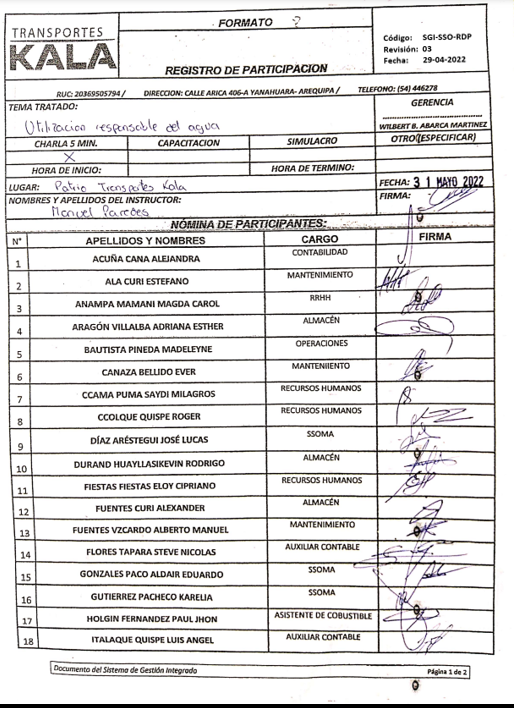 TRANSPORTES
KALA
FORMATO
REGISTRO DE PARTICIPACION
Código: SGI-SSO-RDP
Revisión: 03
Fecha: 29-04-2022
RUC: 20369505794 / DIRECCION: CALLE ARICA 406-A YANAHUARA- AREQUIPA / TELEFONO: (54) 446278
TEMA TRATADO:
GERENCIA
Utilizacion responsable del agua
WILBERT B. ABARCA MARTINEZ
CHARLA 5 MIN. CAPACITACION SIMULACRO OTRO(ESPECIFICAR)
X
HORA DE INICIO: HORA DE TERMINO:
LUGAR: Patio Transportes Kala FECHA: 31 MAYO 2022
NOMBRES Y APELLIDOS DEL INSTRUCTOR: FIRMA:
Manuel Paredes
NÓMINA DE PARTICIPANTES:
N° APELLIDOS Y NOMBRES CARGO FIRMA
1 ACUÑA CANA ALEJANDRA CONTABILIDAD
2 ALA CURI ESTEFANO MANTENIMIENTO
3 ANAMPA MAMANI MAGDA CAROL RRHH
4 ARAGÓN VILLALBA ADRIANA ESTHER ALMACÉN
5 BAUTISTA PINEDA MADELEYNE OPERACIONES
6 CANAZA BELLIDO EVER MANTENIIENTO
7 CCAMA PUMA SAYDI MILAGROS RECURSOS HUMANOS
8 CCOLQUE QUISPE ROGER RECURSOS HUMANOS
9 DÍAZ ARÉSTEGUI JOSÉ LUCAS SSOMA
10 DURAND HUAYLLASIKEVIN RODRIGO ALMACÉN
11 FIESTAS FIESTAS ELOY CIPRIANO RECURSOS HUMANOS
12 FUENTES CURI ALEXANDER ALMACÉN
13 FUENTES VZCARDO ALBERTO MANUEL MANTENIMIENTO
14 FLORES TAPARA STEVE NICOLAS AUXILIAR CONTABLE
15 GONZALES PACO ALDAIR EDUARDO SSOMA
16 GUTIERREZ PACHECO KARELIA SSOMA
17 HOLGIN FERNANDEZ PAUL JHON ASISTENTE DE COBUSTIBLE
18 ITALAQUE QUISPE LUIS ANGEL AUXILIAR CONTABLE
Documento del Sistema de Gestión Integrado Página 1 de 2